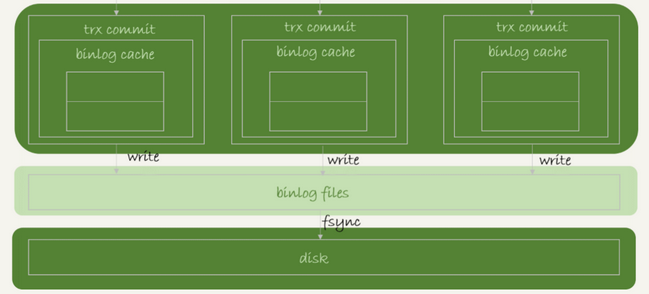 trx commit
binlog cache
trx commit
binlog cache
trx commit
binlog cache
write
write
write
binlog files
fsync
disk